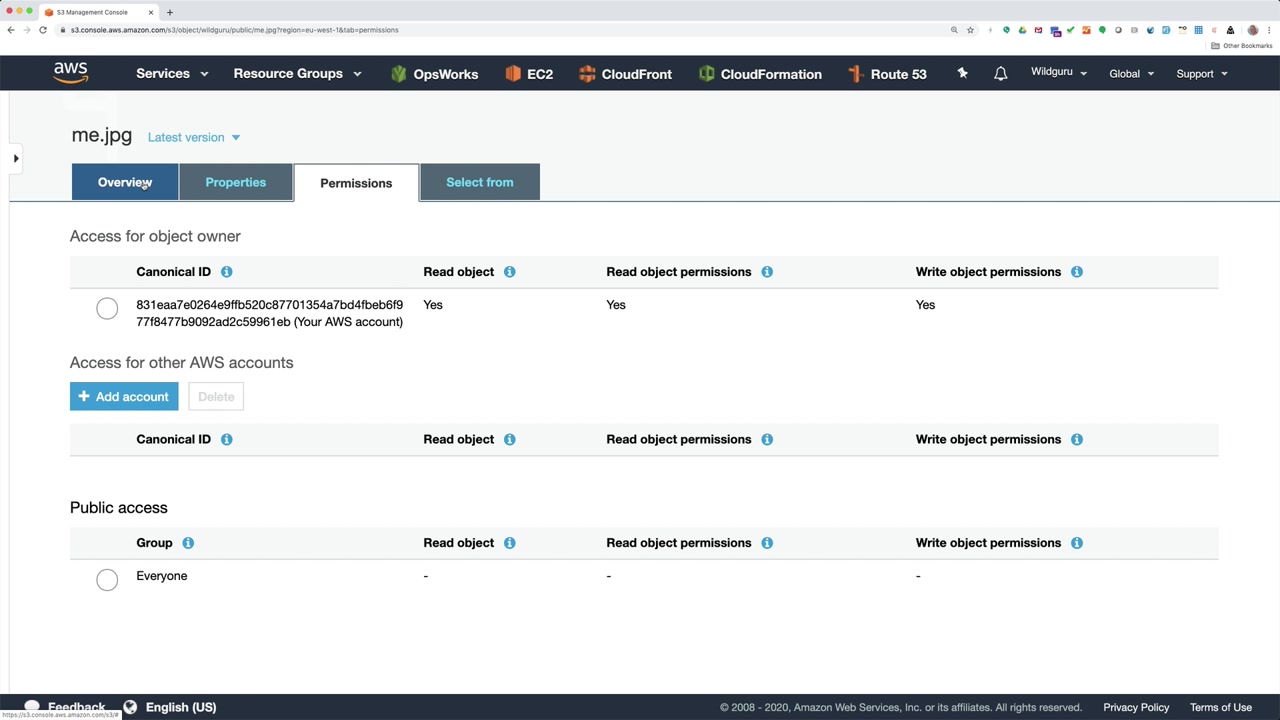 S3 Management Console
s3.console.aws.amazon.com/s3/object/wildguru/public/me.jpg?region=eu-west-1&tab=permissions
Other Bookmarks
aws Services Resource Groups OpsWorks EC2 CloudFront CloudFormation Route 53 Wildguru Global Support
me.jpg Latest version
Overview Properties Permissions Select from
Access for object owner
Canonical ID Read object Read object permissions Write object permissions
831eaa7e0264e9ffb520c87701354a7bd4fbeb6f9 Yes Yes Yes
77f8477b9092ad2c59961eb (Your AWS account)
Access for other AWS accounts
+ Add account Delete
Canonical ID Read object Read object permissions Write object permissions
Public access
Group Read object Read object permissions Write object permissions
Everyone - - -
Feedback English (US) © 2008 - 2020, Amazon Web Services, Inc. or its affiliates. All rights reserved. Privacy Policy Terms of Use
https://s3.console.aws.amazon.com/s3/#